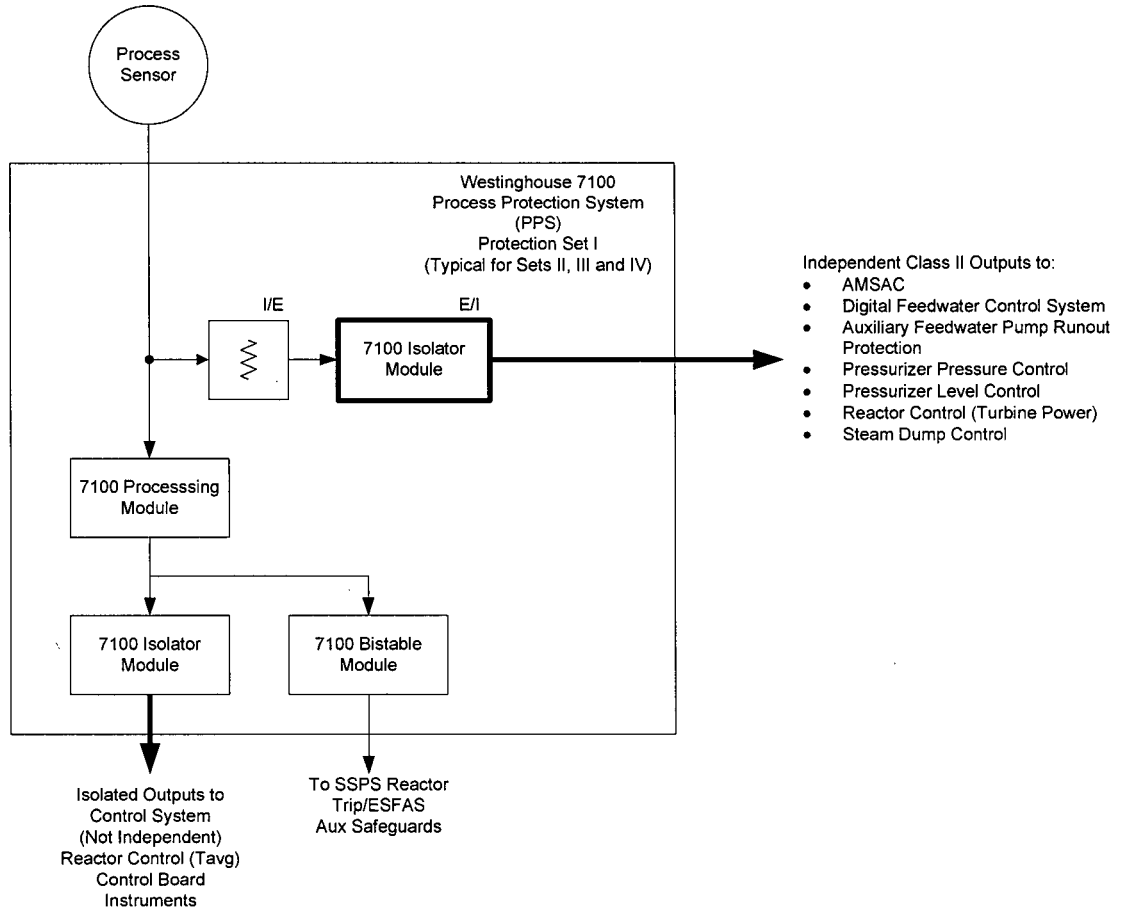 Process
Sensor
Westinghouse 7100
Process Protection System
(PPS)
Protection Set I
(Typical for Sets II, III and IV)
I/E
E/I
7100 Isolator
Module
Independent Class II Outputs to:
• AMSAC
• Digital Feedwater Control System
• Auxiliary Feedwater Pump Runout
Protection
• Pressurizer Pressure Control
• Pressurizer Level Control
• Reactor Control (Turbine Power)
• Steam Dump Control
7100 Processsing
Module
7100 Isolator
Module
7100 Bistable
Module
Isolated Outputs to
Control System
(Not Independent)
Reactor Control (Tavg)
Control Board
Instruments
To SSPS Reactor
Trip/ESFAS
Aux Safeguards